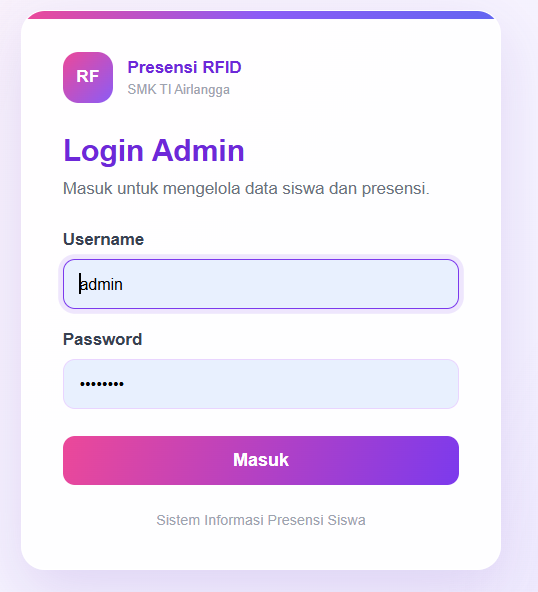 RF
Presensi RFID
SMK TI Airlangga
Login Admin
Masuk untuk mengelola data siswa dan presensi.
Username
admin
Password
••••••••
Masuk
Sistem Informasi Presensi Siswa